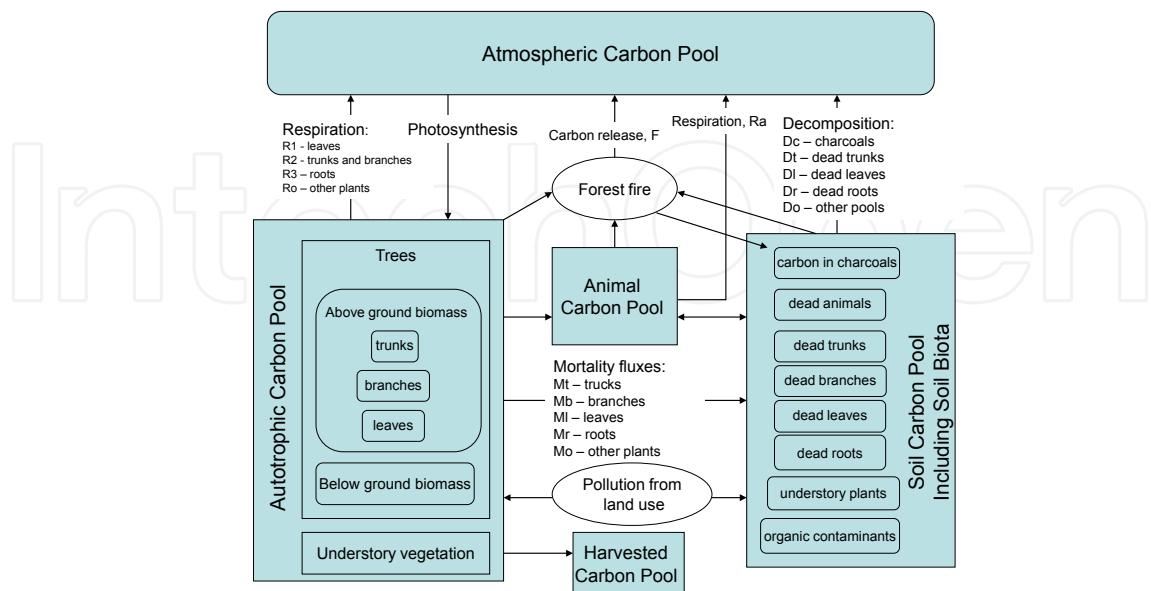 Atmospheric Carbon Pool
Respiration:
R1 - leaves
R2 - trunks and branches
R3 - roots
Ro - other plants
Photosynthesis
Carbon release, F
Respiration, Ra
Decomposition:
Dc – charcoals
Dt – dead trunks
Dl – dead leaves
Dr – dead roots
Do – other pools
Forest fire
Autotrophic Carbon Pool
Trees
Above ground biomass
trunks
branches
leaves
Below ground biomass
Understory vegetation
Animal
Carbon Pool
Mortality fluxes:
Mt – trucks
Mb – branches
Ml – leaves
Mr – roots
Mo – other plants
Pollution from
land use
Harvested
Carbon Pool
carbon in charcoals
dead animals
dead trunks
dead branches
dead leaves
dead roots
understory plants
organic contaminants
Soil Carbon Pool
Including Soil Biota
IntechOpen